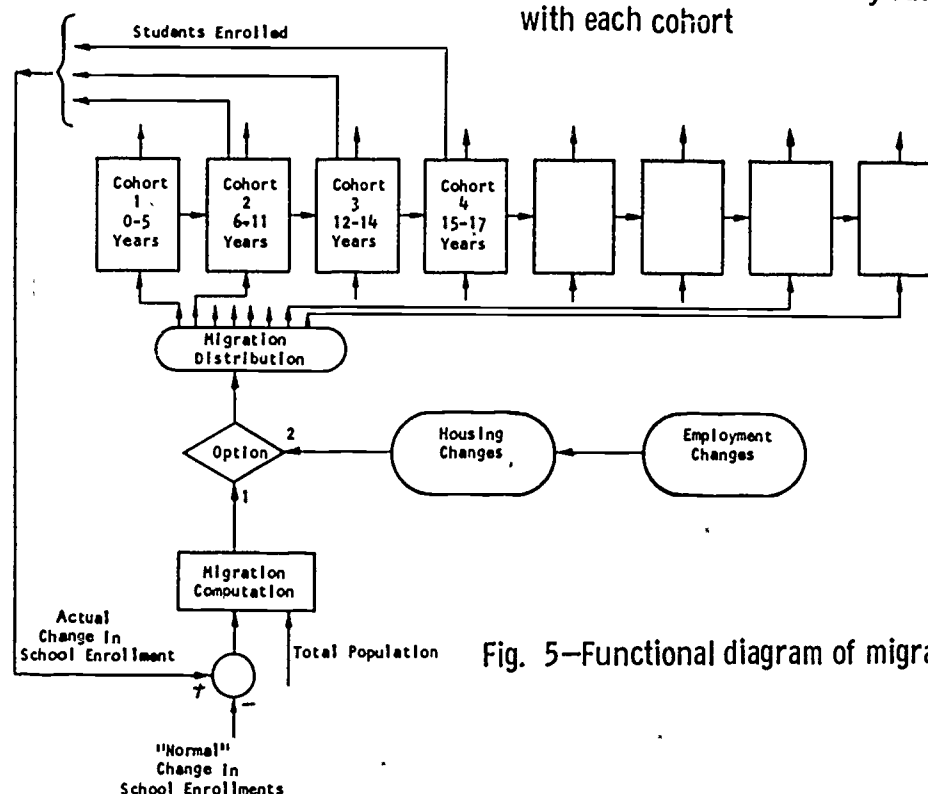 with each cohort
Students Enrolled
Cohort
1
0-5
Years
Cohort
2
6-11
Years
Cohort
3
12-14
Years
Cohort
4
15-17
Years
Migration
Distribution
Option
2
1
Housing
Changes
Employment
Changes
Migration
Computation
Actual
Change in
School Enrollment
Total Population
+
-
"Normal"
Change in
School Enrollments
Fig. 5—Functional diagram of